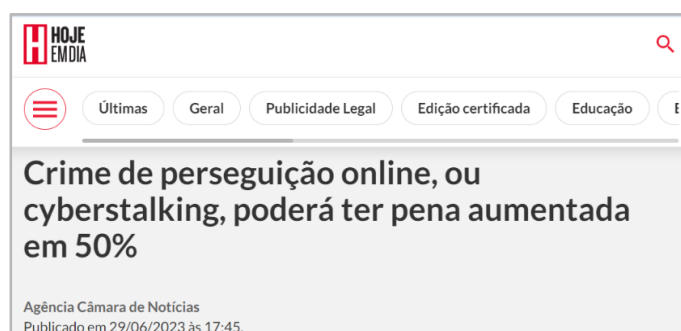 HOJE
EM DIA
Últimas Geral Publicidade Legal Edição certificada Educação
Crime de perseguição online, ou
cyberstalking, poderá ter pena aumentada
em 50%
Agência Câmara de Notícias
Publicado em 29/06/2023 às 17:45.